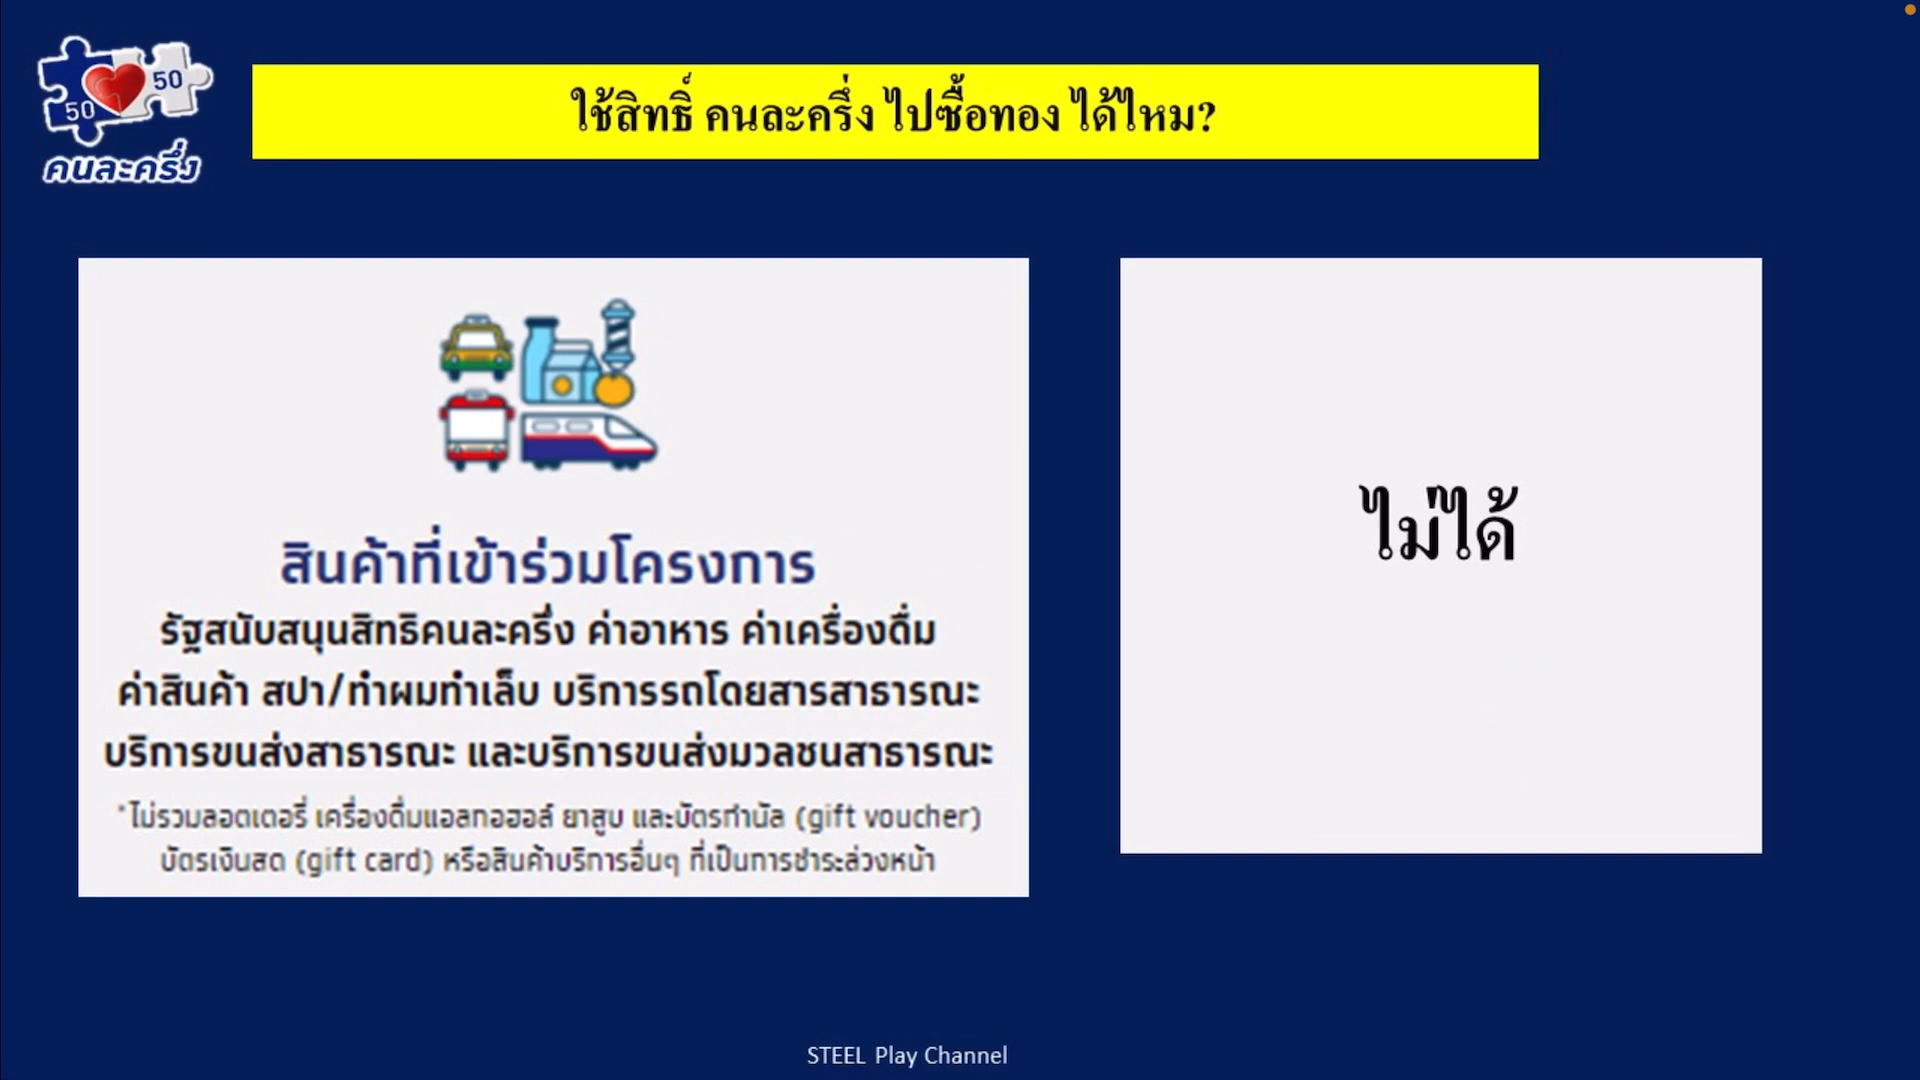 50
50
คนละครึ่ง
ใช้สิทธิ์ คนละครึ่ง ไปซื้อทอง ได้ไหม?
สินค้าที่เข้าร่วมโครงการ
รัฐสนับสนุนสิทธิคนละครึ่ง ค่าอาหาร ค่าเครื่องดื่ม
ค่าสินค้า สปา/ทำผมทำเล็บ บริการรถโดยสารสาธารณะ
บริการขนส่งสาธารณะ และบริการขนส่งมวลชนสาธารณะ
*ไม่รวมลอตเตอรี่ เครื่องดื่มแอลกอฮอล์ ยาสูบ และบัตรกำนัล (gift voucher)
บัตรเงินสด (gift card) หรือสินค้าบริการอื่นๆ ที่เป็นการชำระล่วงหน้า
ไม่ได้
STEEL Play Channel